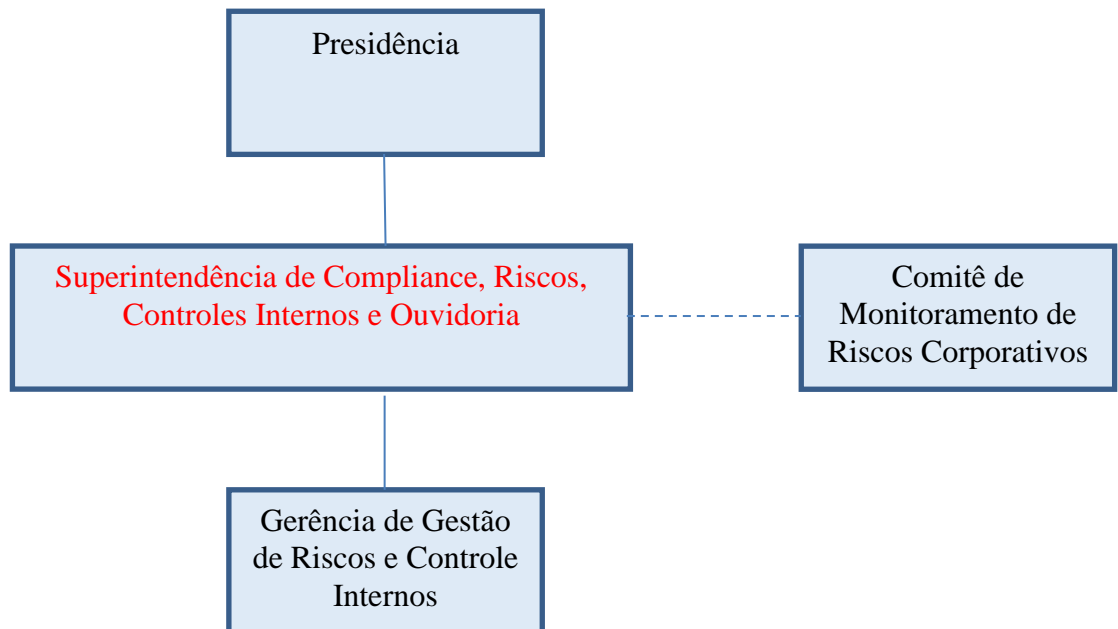 Presidência
Superintendência de Compliance, Riscos,
Controles Internos e Ouvidoria
Comitê de
Monitoramento de
Riscos Corporativos
Gerência de Gestão
de Riscos e Controle
Internos